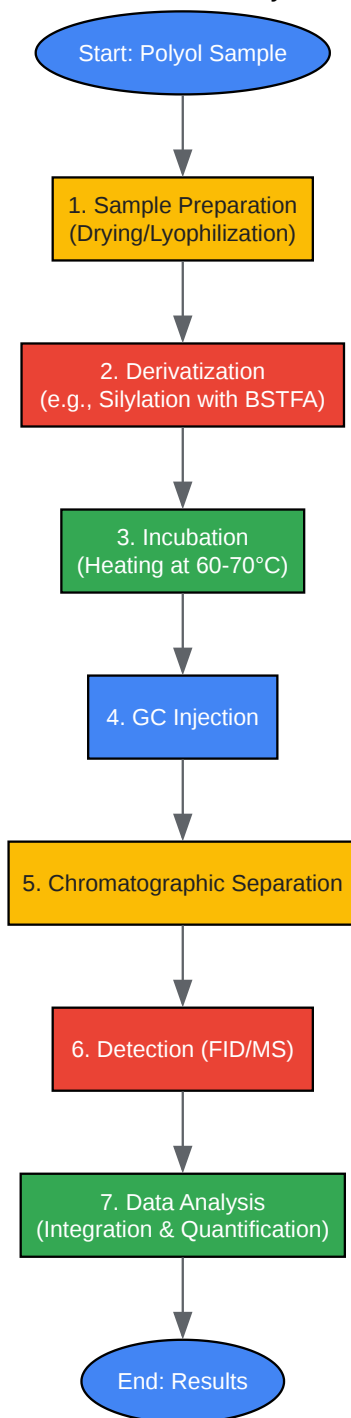 Start: Polyol Sample
1. Sample Preparation
(Drying/Lyophilization)
2. Derivatization
(e.g., Silylation with BSTFA)
3. Incubation
(Heating at 60-70°C)
4. GC Injection
5. Chromatographic Separation
6. Detection (FID/MS)
7. Data Analysis
(Integration & Quantification)
End: Results